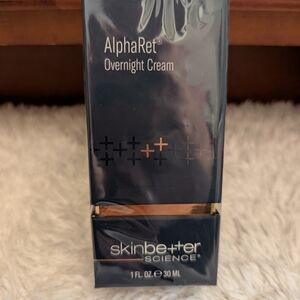 AlphaRet®
Overnight Cream
skinbetter
SCIENCE®
1 FL. OZ. ℮ 30 ML